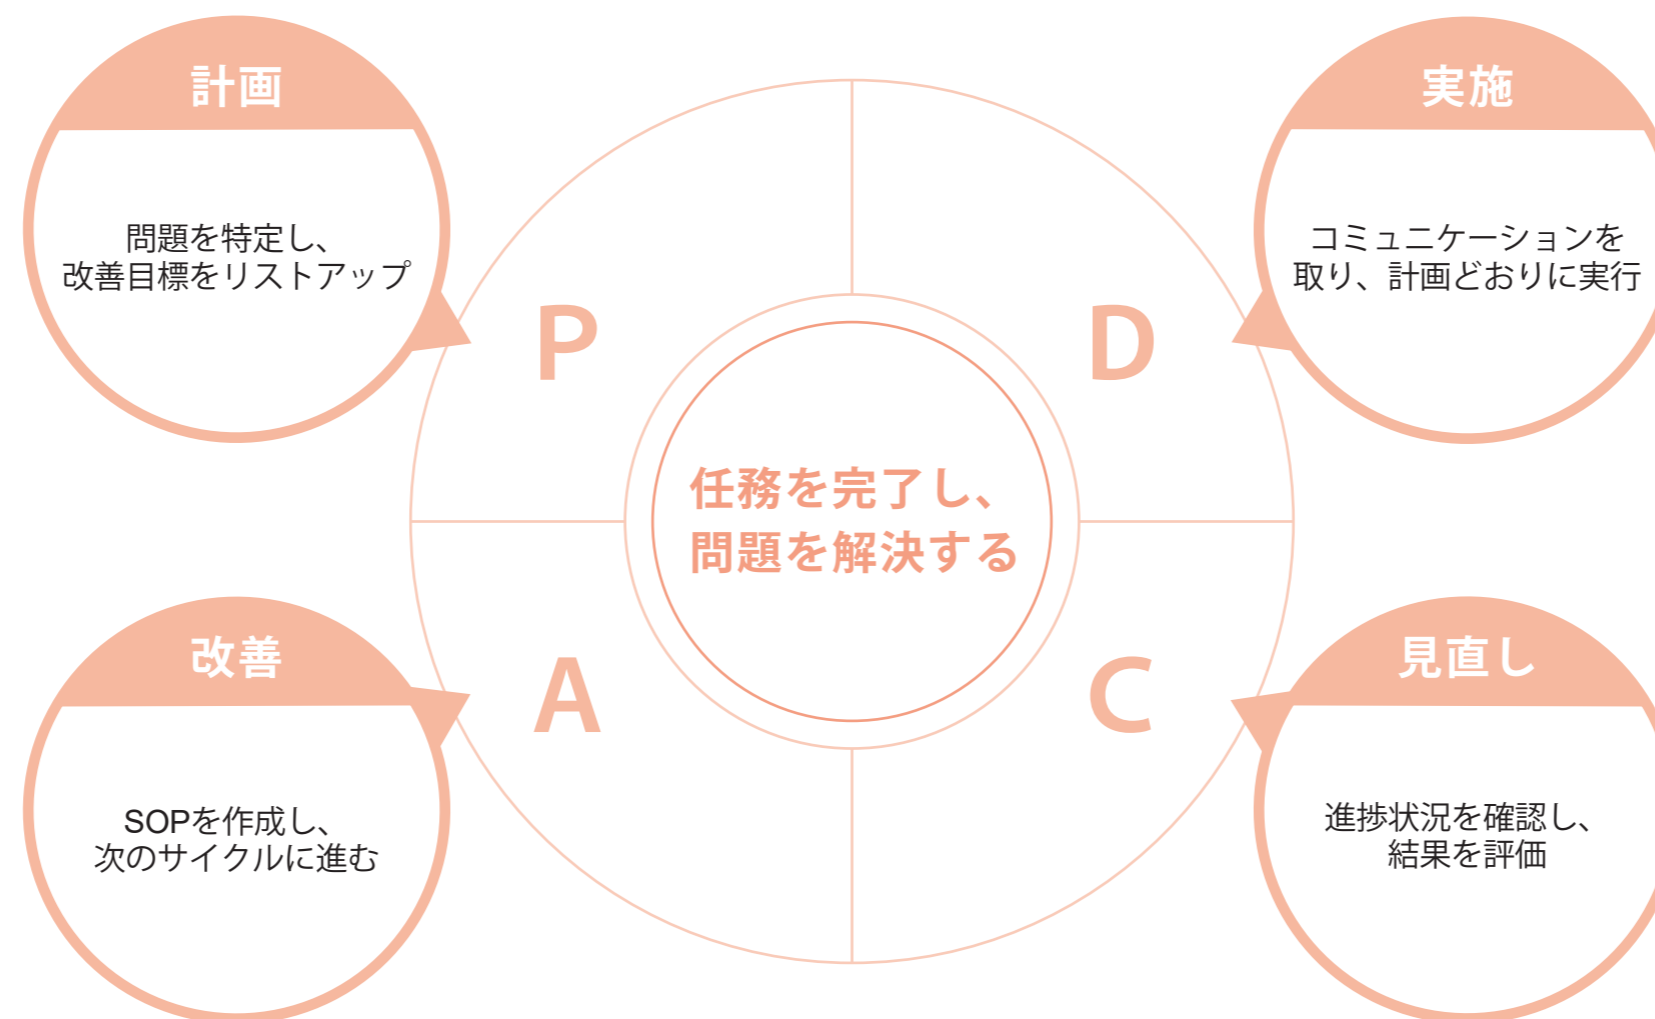 計画
問題を特定し、
改善目標をリストアップ
P
実施
コミュニケーションを
取り、計画どおりに実行
D
任務を完了し、
問題を解決する
改善
SOPを作成し、
次のサイクルに進む
A
見直し
進捗状況を確認し、
結果を評価
C